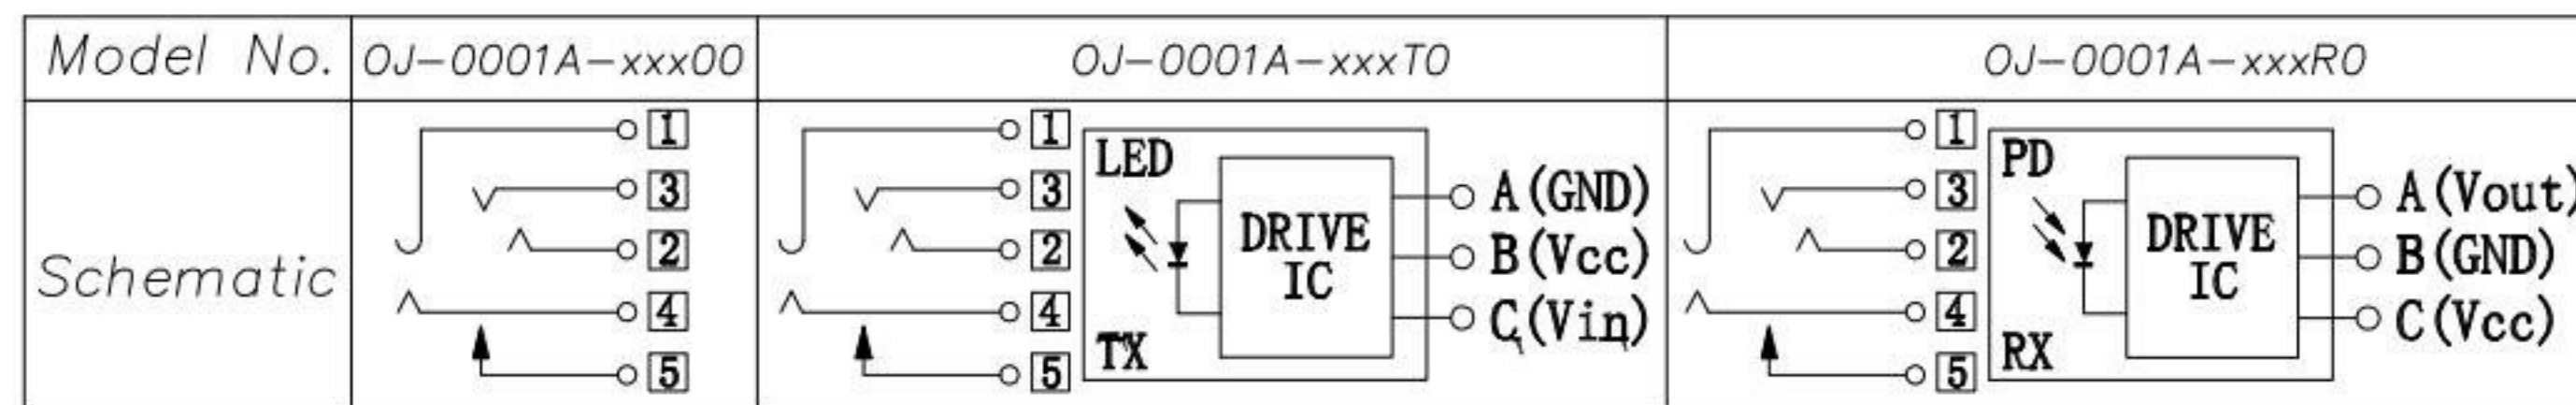 Model No. OJ-0001A-xxx00 OJ-0001A-xxxT0 OJ-0001A-xxxR0
Schematic
1
3
2
4
5
1
3
2
4
5
LED
DRIVE
IC
TX
A(GND)
B(Vcc)
C(Vin)
1
3
2
4
5
PD
DRIVE
IC
RX
A(Vout)
B(GND)
C(Vcc)